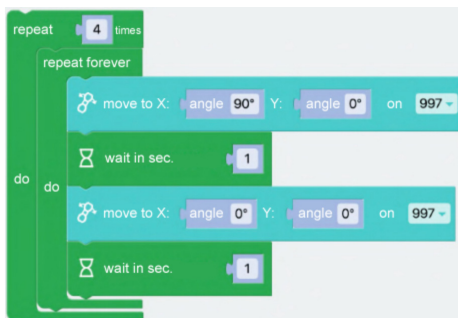 repeat 4 times
repeat forever
move to X: angle 90° Y: angle 0° on 997
wait in sec. 1
do do
move to X: angle 0° Y: angle 0° on 997
wait in sec. 1